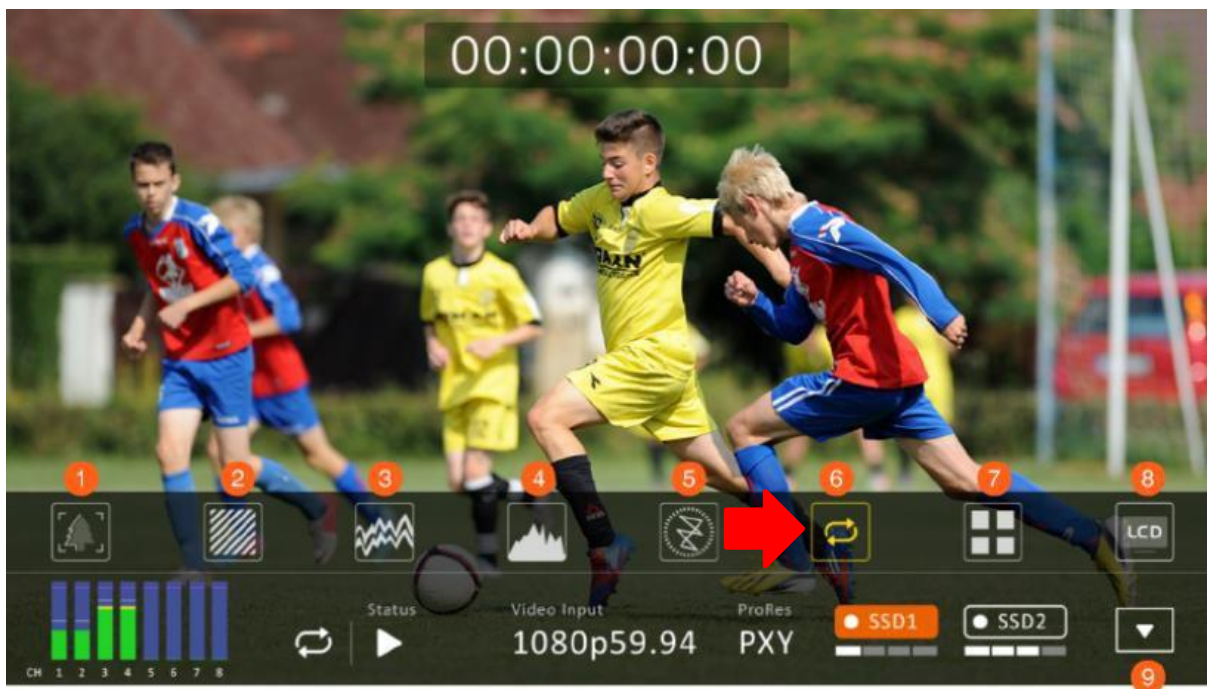 00:00:00:00
1 2 3 4 5 6 7 8
LCD
Status Video Input ProRes
1080p59.94 PXY SSD1 SSD2
CH 1 2 3 4 5 6 7 8
9